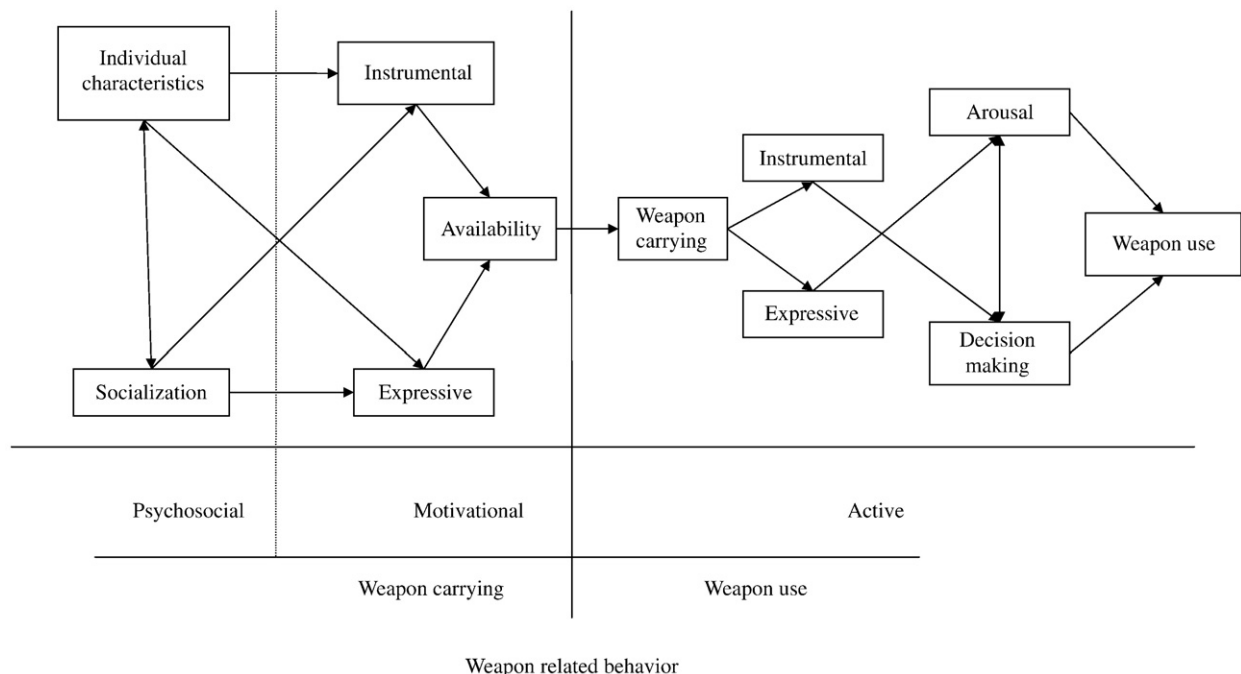 Individual
characteristics
Instrumental
Availability
Socialization
Expressive
Weapon
carrying
Instrumental
Expressive
Arousal
Decision
making
Weapon use
Psychosocial
Motivational
Active
Weapon carrying
Weapon use
Weapon related behavior